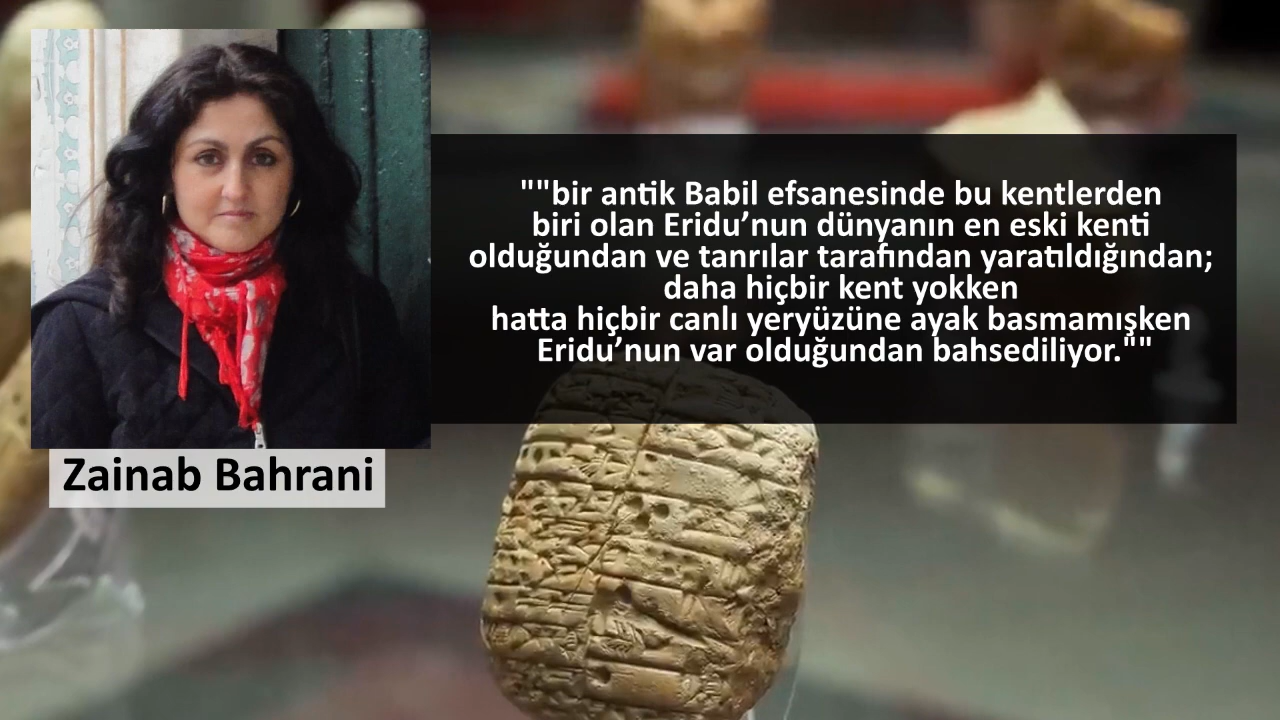 ""bir antik Babil efsanesinde bu kentlerden
biri olan Eridu’nun dünyanın en eski kenti
olduğundan ve tanrılar tarafından yaratıldığından;
daha hiçbir kent yokken
hatta hiçbir canlı yeryüzüne ayak basmamışken
Eridu’nun var olduğundan bahsediliyor.""
Zainab Bahrani